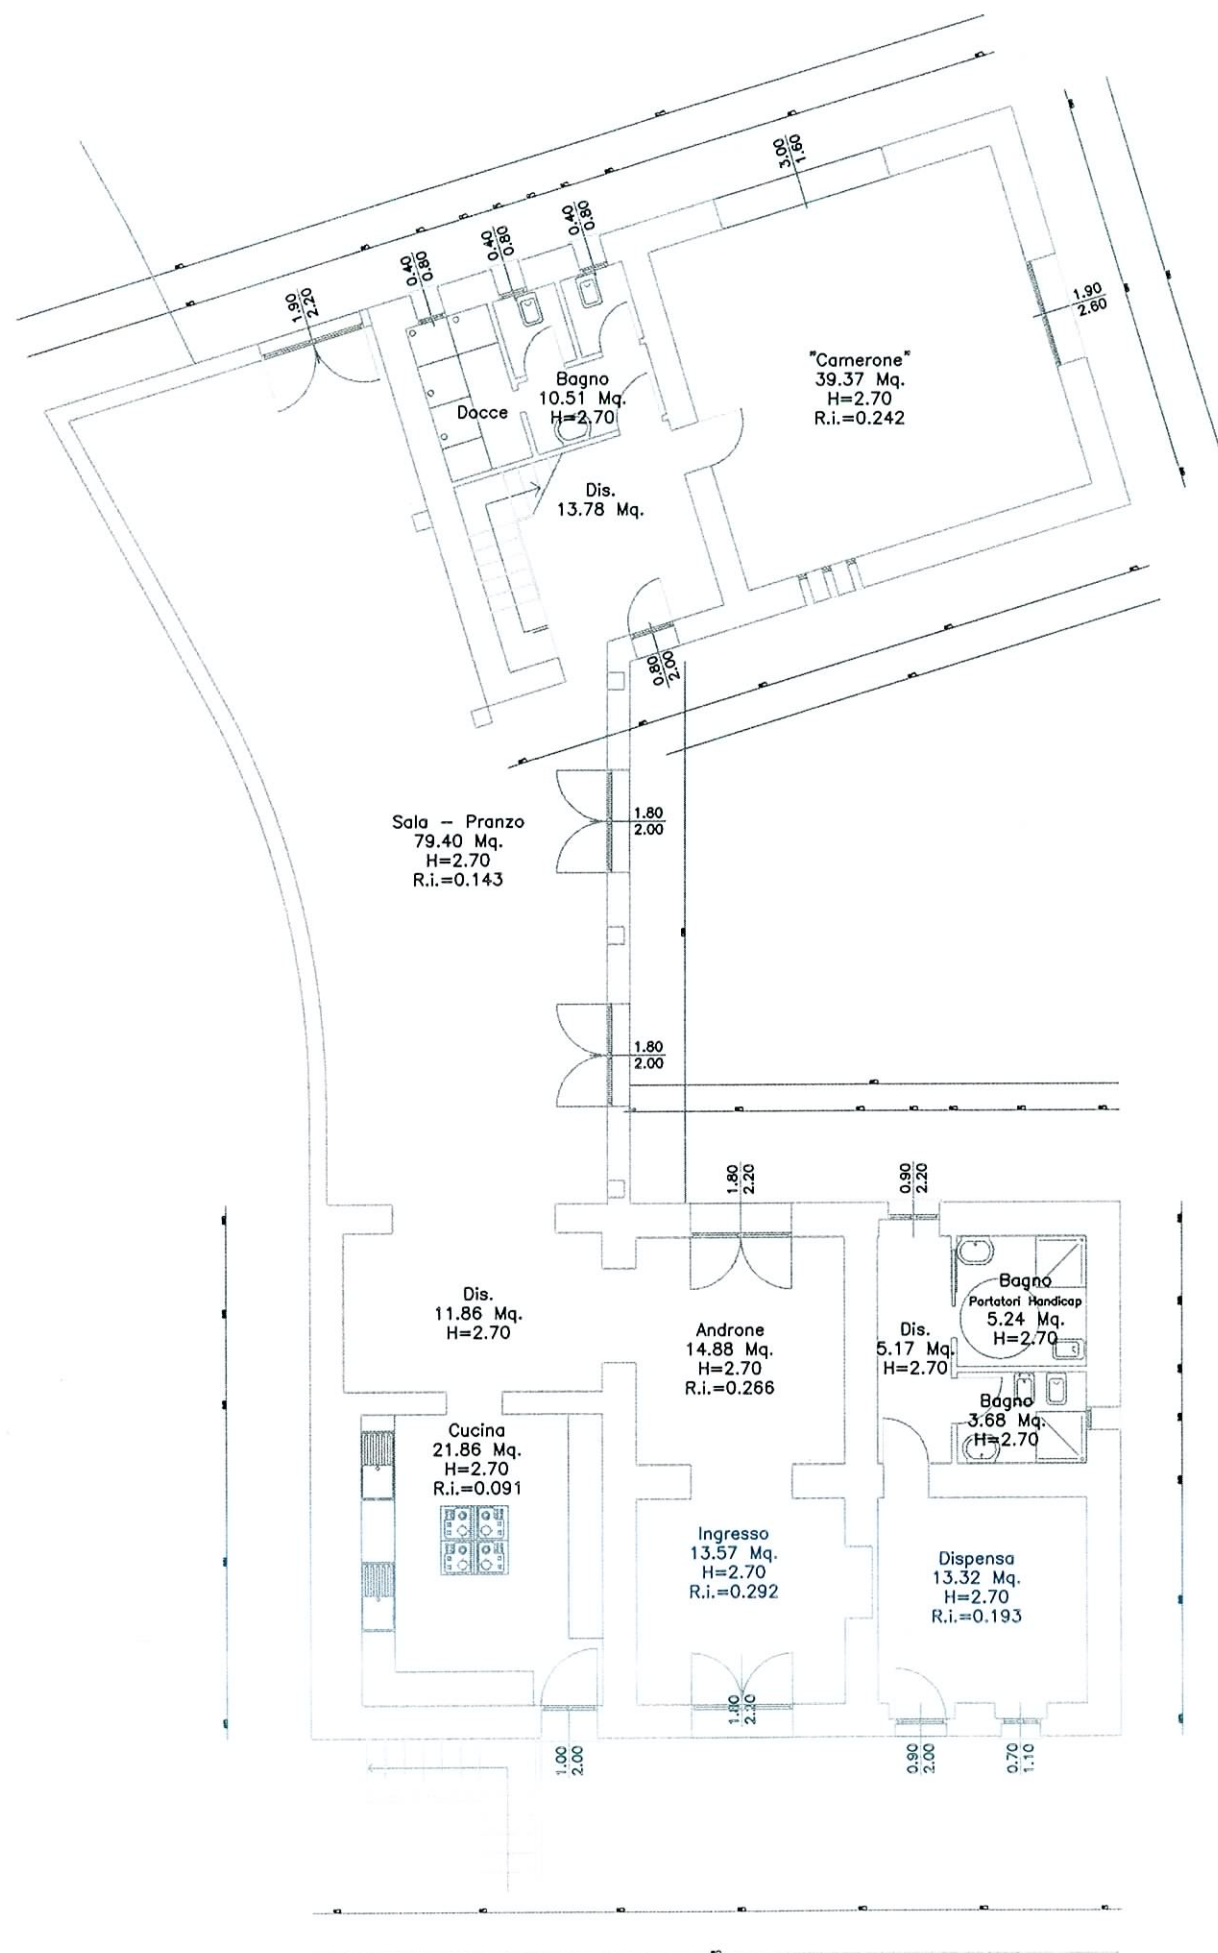 3.00
1.60
0.40
0.80
0.40
0.80
0.40
0.80
1.90
2.20
1.90
2.60
"Camerone"
39.37 Mq.
H=2.70
R.i.=0.242
Bagno
10.51 Mq.
H=2.70
Docce
Dis.
13.78 Mq.
0.80
2.00
Sala – Pranzo
79.40 Mq.
H=2.70
R.i.=0.143
1.80
2.00
1.80
2.00
1.80
2.20
0.90
2.20
Dis.
11.86 Mq.
H=2.70
Androne
14.88 Mq.
H=2.70
R.i.=0.266
Dis.
5.17 Mq.
H=2.70
Bagno
Portatori Handicap
5.24 Mq.
H=2.70
Bagno
3.68 Mq.
H=2.70
Cucina
21.86 Mq.
H=2.70
R.i.=0.091
Ingresso
13.57 Mq.
H=2.70
R.i.=0.292
Dispensa
13.32 Mq.
H=2.70
R.i.=0.193
1.00
2.00
1.80
2.20
0.90
2.00
0.70
1.10